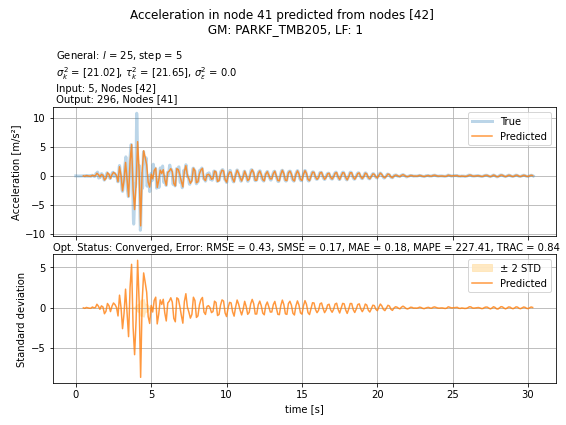 Acceleration in node 41 predicted from nodes [42]
GM: PARKF_TMB205, LF: 1
General: l = 25, step = 5
σ²ₖ = [21.02], τ²ₖ = [21.65], σ²ε = 0.0
Input: 5, Nodes [42]
Output: 296, Nodes [41]
Acceleration [m/s²]
10
5
0
−5
−10
True
Predicted
Opt. Status: Converged, Error: RMSE = 0.43, SMSE = 0.17, MAE = 0.18, MAPE = 227.41, TRAC = 0.84
Standard deviation
5
0
−5
± 2 STD
Predicted
0 5 10 15 20 25 30
time [s]